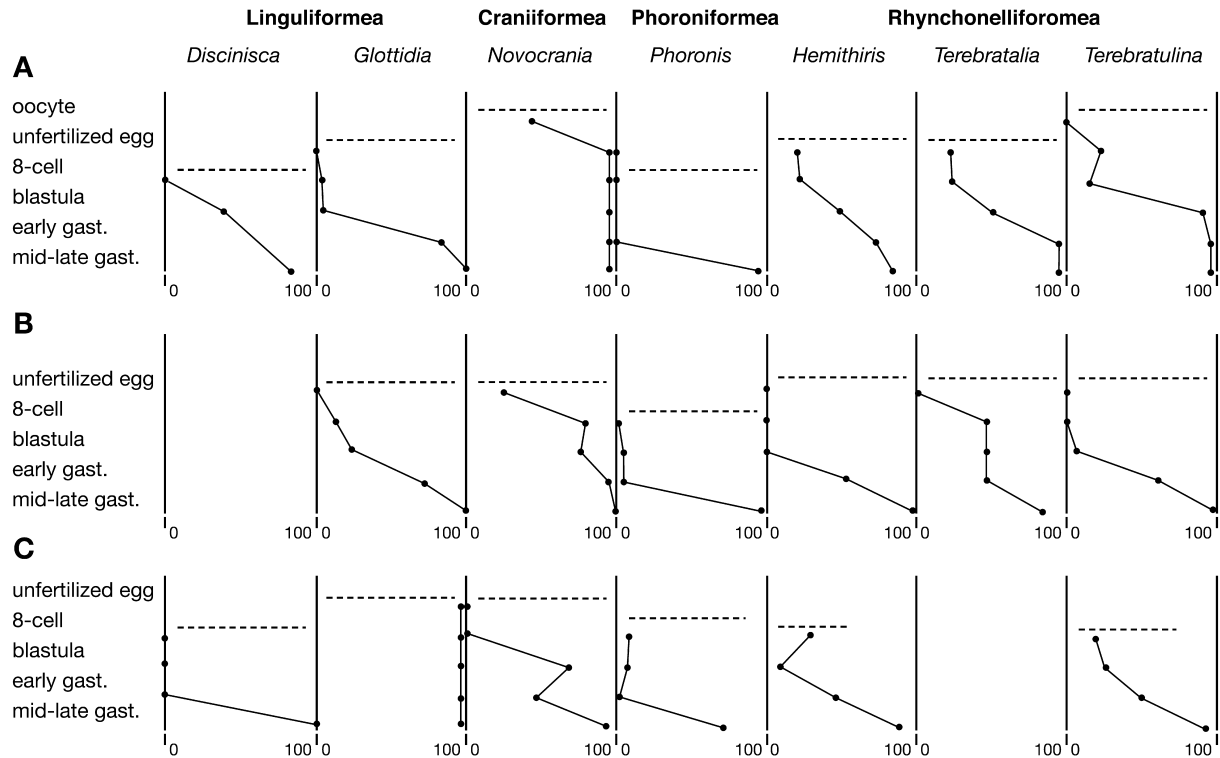 Linguliformea Craniiformea Phoroniformea Rhynchonelliforomea
Discinisca Glottidia Novocrania Phoronis Hemithiris Terebratalia Terebratulina
A
oocyte
unfertilized egg
8-cell
blastula
early gast.
mid-late gast.
0 100 0 100 0 100 0 100 0 100 0 100 0 100
B
unfertilized egg
8-cell
blastula
early gast.
mid-late gast.
0 100 0 100 0 100 0 100 0 100 0 100 0 100
C
unfertilized egg
8-cell
blastula
early gast.
mid-late gast.
0 100 0 100 0 100 0 100 0 100 0 100 0 100